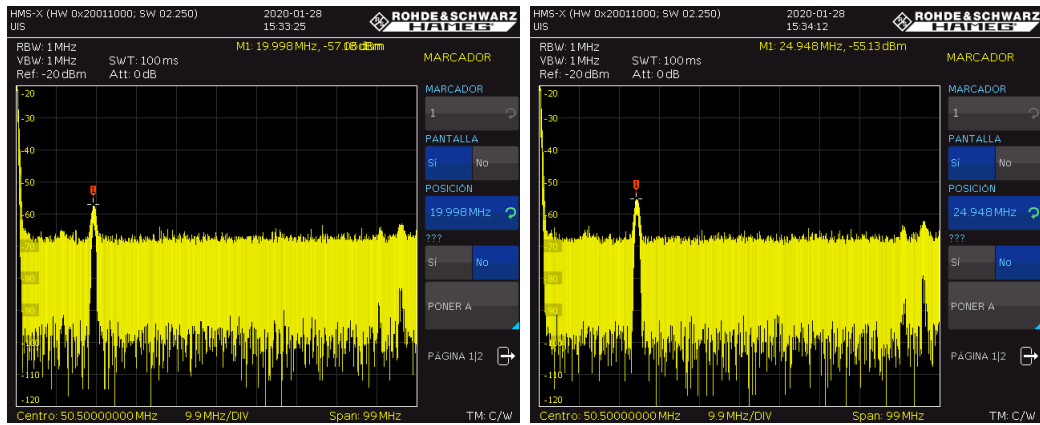 HMS-X (HW 0x20011000; SW 02.250)
UIS
2020-01-28
15:33:25
ROHDE&SCHWARZ
HAMEG
RBW: 1 MHz
VBW: 1 MHz
Ref: -20 dBm
SWT: 100 ms
Att: 0 dB
M1: 19.998 MHz,
MARCADOR
-20
-30
-40
-50
-60
-70
-80
-90
-100
-110
-120
1
MARCADOR
1
PANTALLA
Sí No
POSICIÓN
19.998 MHz
???
Sí No
PONER A
PÁGINA 1|2
Centro: 50.50000000 MHz 9.9 MHz/DIV Span: 99 MHz TM: C/W
HMS-X (HW 0x20011000; SW 02.250)
UIS
2020-01-28
15:34:12
ROHDE&SCHWARZ
HAMEG
RBW: 1 MHz
VBW: 1 MHz
Ref: -20 dBm
SWT: 100 ms
Att: 0 dB
M1: 24.948 MHz, -55.13 dBm
MARCADOR
-20
-30
-40
-50
-60
-70
-80
-90
-100
-110
-120
1
MARCADOR
1
PANTALLA
Sí No
POSICIÓN
24.948 MHz
???
Sí No
PONER A
PÁGINA 1|2
Centro: 50.50000000 MHz 9.9 MHz/DIV Span: 99 MHz TM: C/W